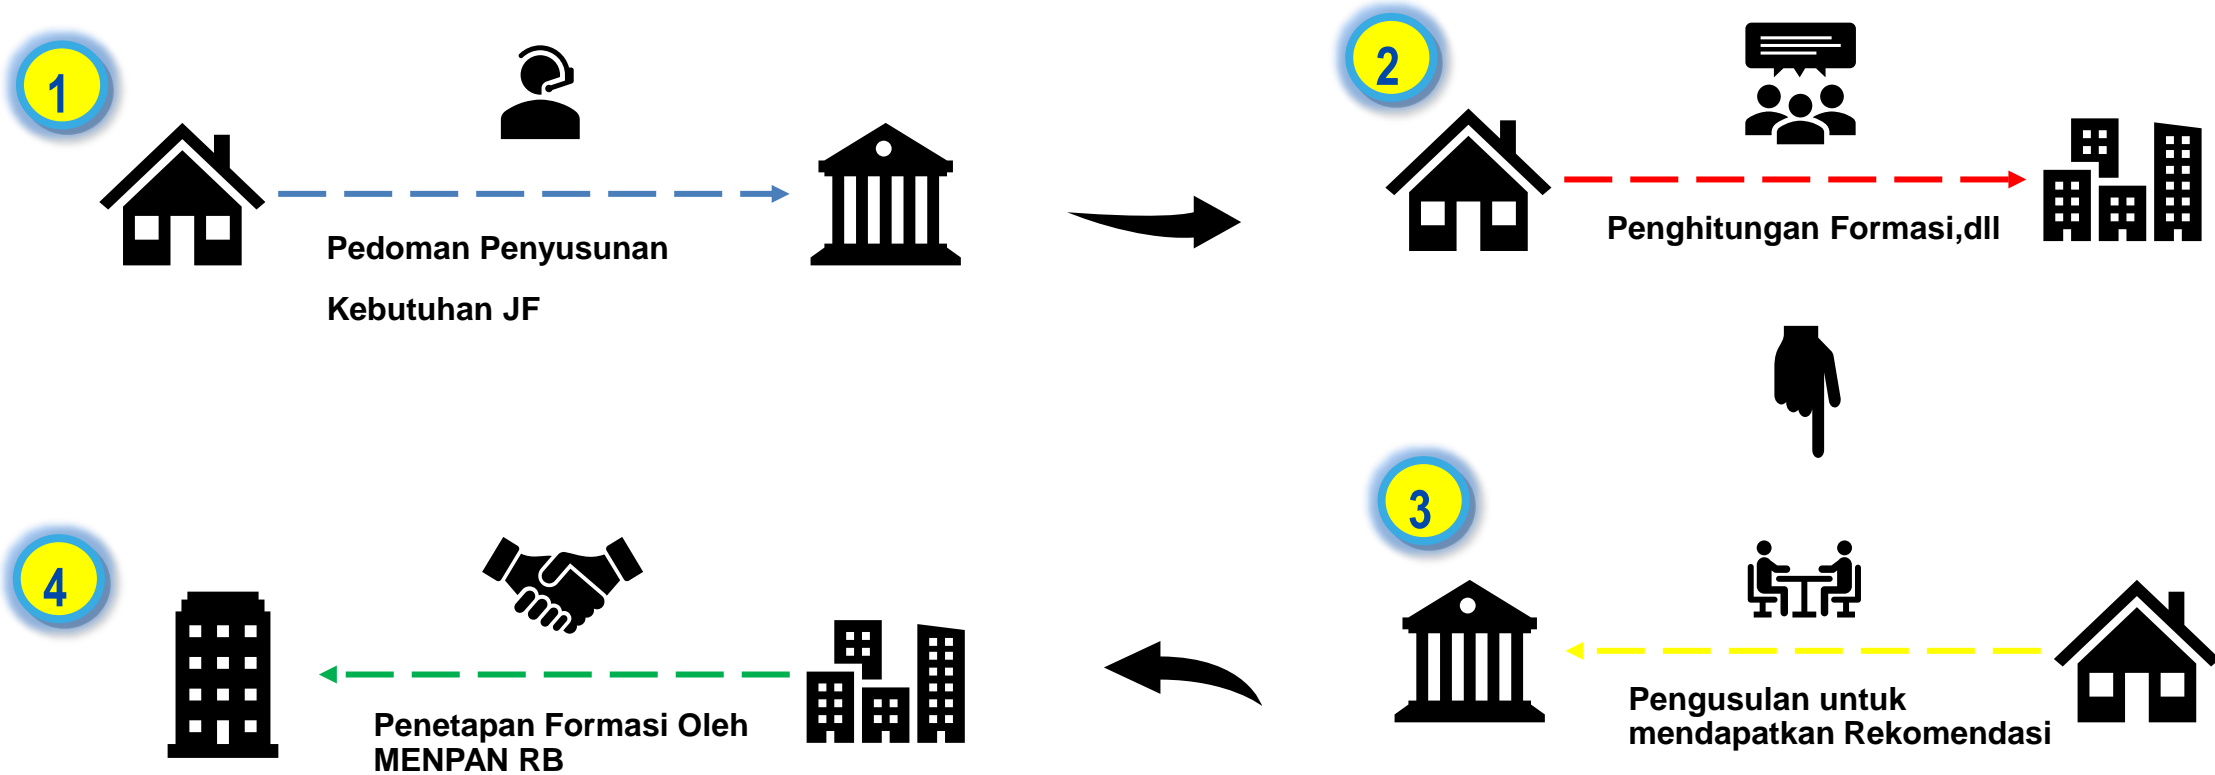 1
Pedoman Penyusunan
Kebutuhan JF
2
Penghitungan Formasi,dll
3
Pengusulan untuk
mendapatkan Rekomendasi
4
Penetapan Formasi Oleh
MENPAN RB